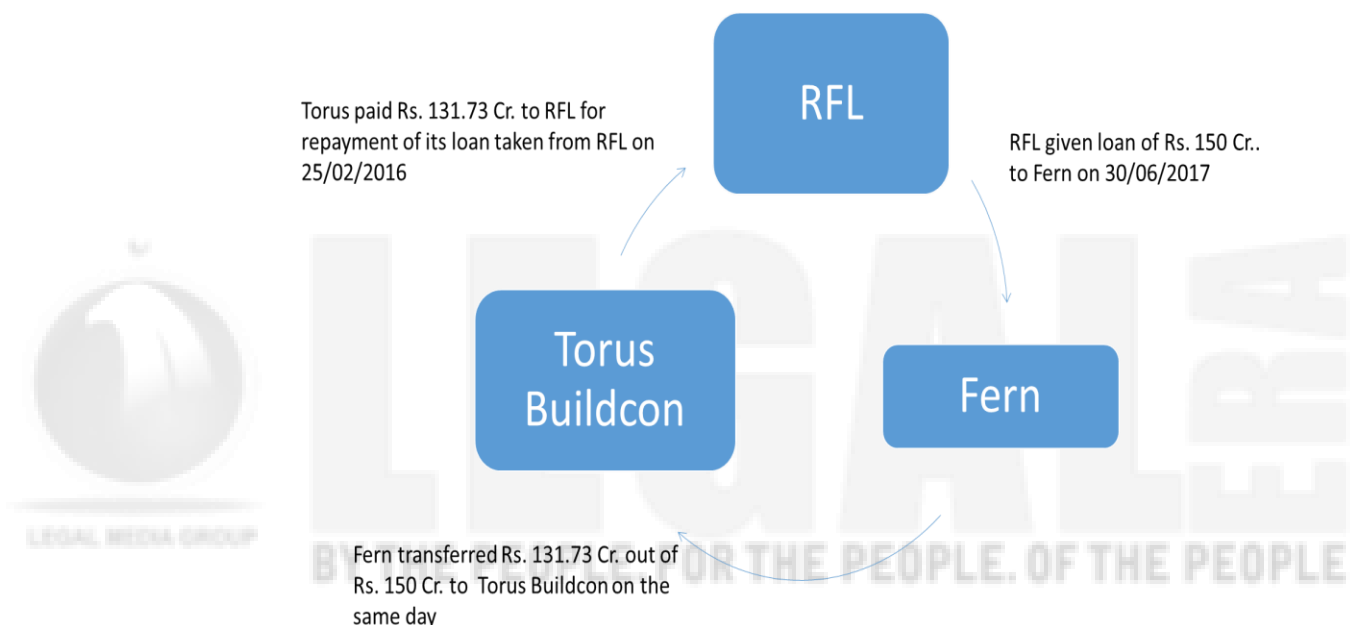 RFL
Torus paid Rs. 131.73 Cr. to RFL for
repayment of its loan taken from RFL on
25/02/2016
RFL given loan of Rs. 150 Cr..
to Fern on 30/06/2017
Torus
Buildcon
Fern
LEGAL
ERA
LEGAL MEDIA GROUP
BY THE PEOPLE. FOR THE PEOPLE. OF THE PEOPLE
Fern transferred Rs. 131.73 Cr. out of
Rs. 150 Cr. to Torus Buildcon on the
same day